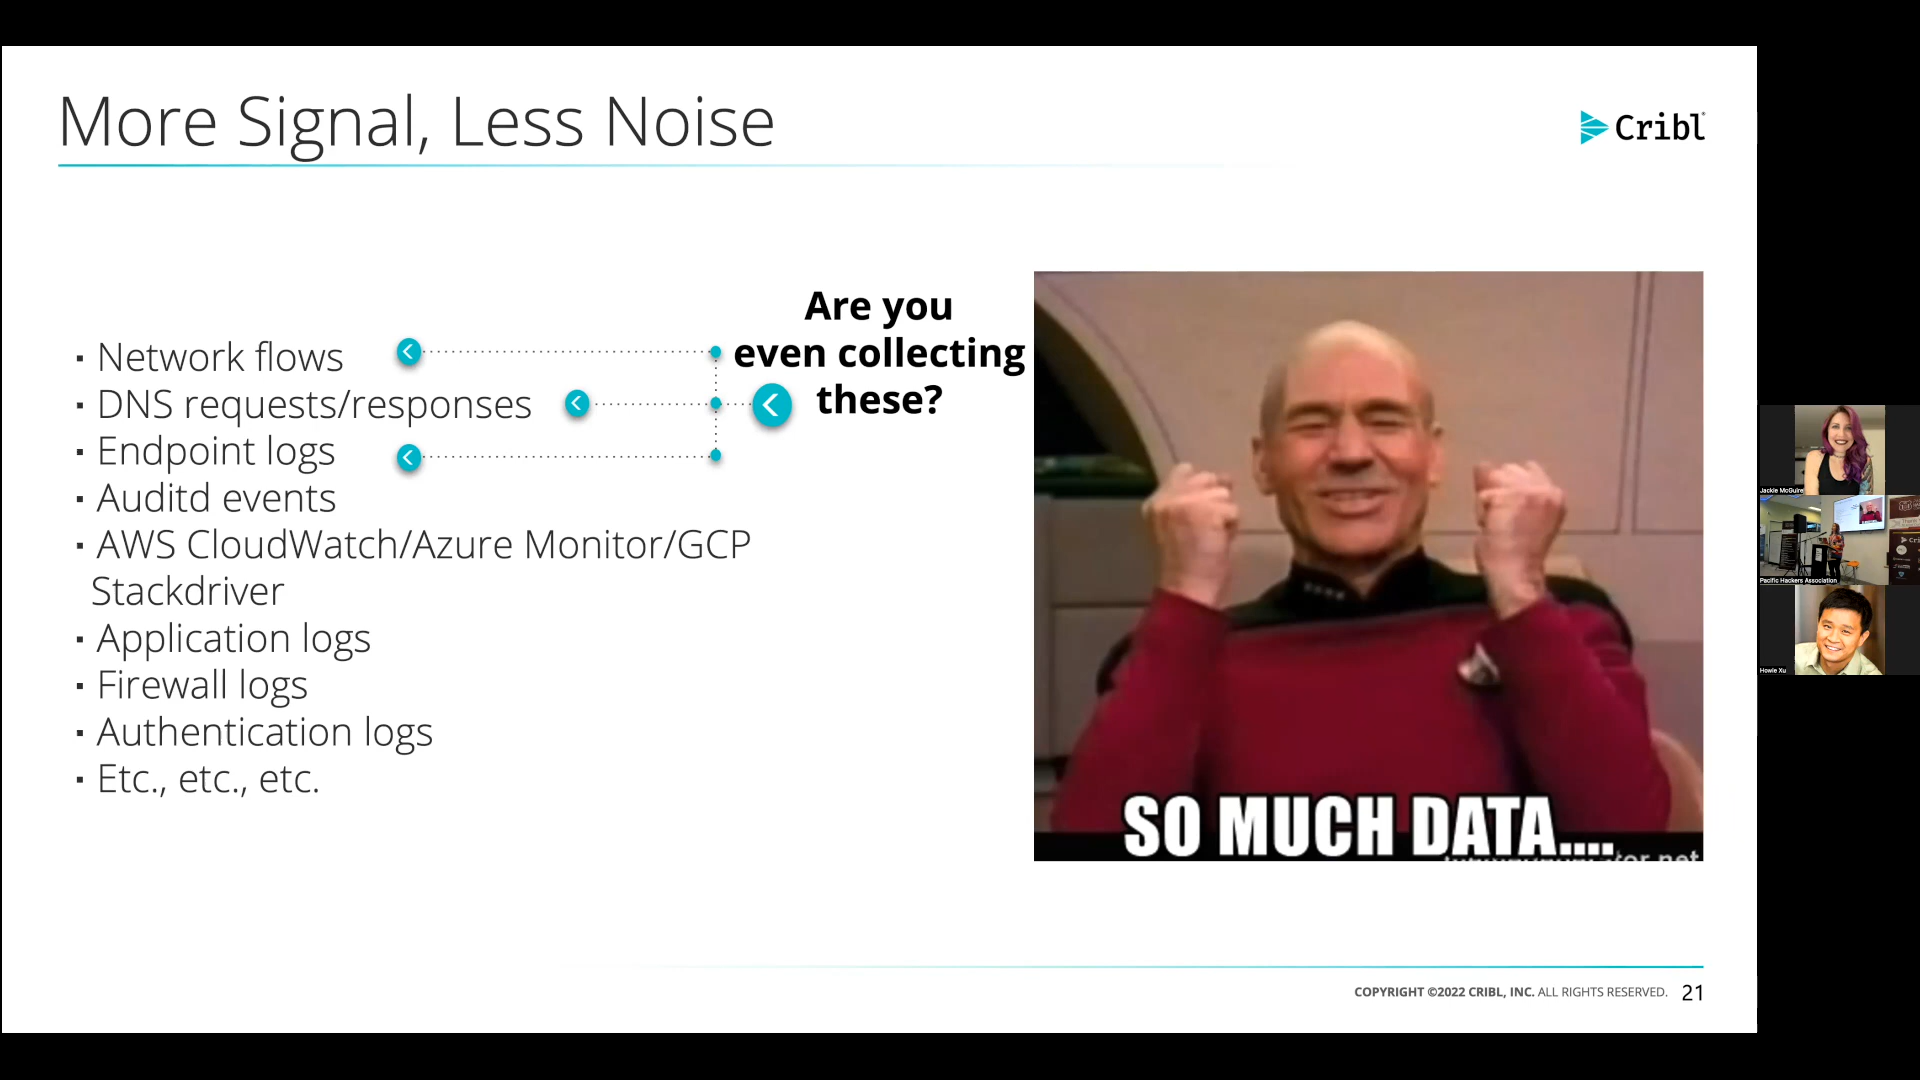 More Signal, Less Noise
Cribl
Are you
even collecting
these?
▪ Network flows
▪ DNS requests/responses
▪ Endpoint logs
▪ Auditd events
▪ AWS CloudWatch/Azure Monitor/GCP
Stackdriver
▪ Application logs
▪ Firewall logs
▪ Authentication logs
▪ Etc., etc., etc.
SO MUCH DATA....
COPYRIGHT ©2022 CRIBL, INC. ALL RIGHTS RESERVED. 21
Jackie McGuire
Pacific Hackers Association
Howie Xu